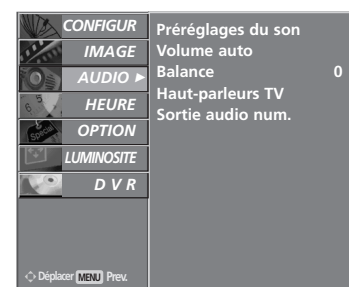 CONFIGUR
IMAGE
AUDIO ►
HEURE
OPTION
LUMINOSITE
D V R
Préréglages du son
Volume auto
Balance 0
Haut-parleurs TV
Sortie audio num.
Déplacer MENU Prev.